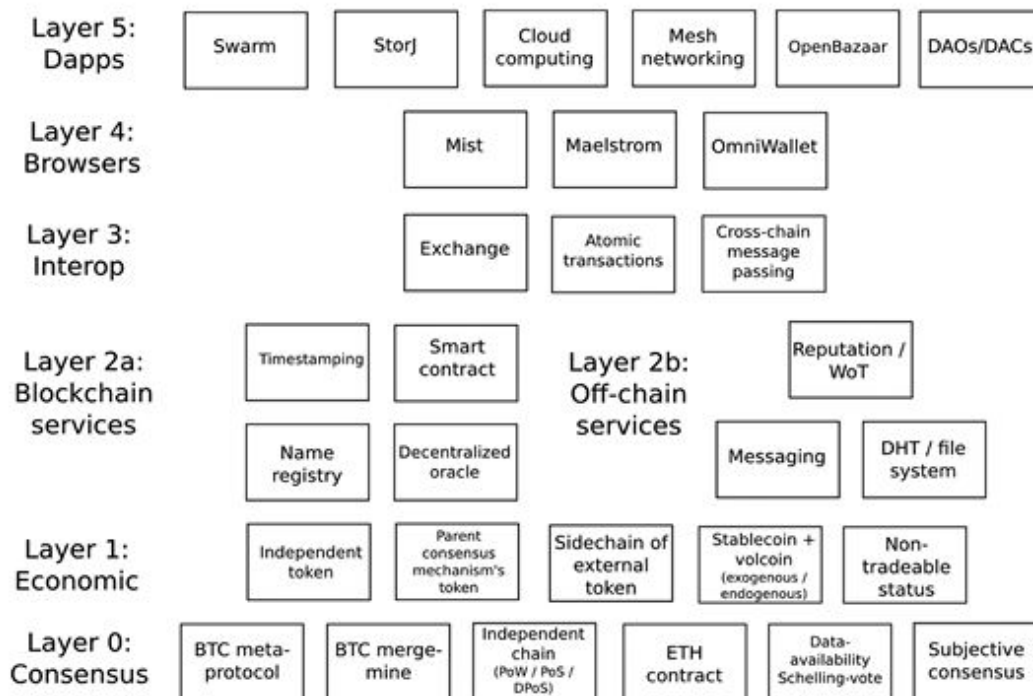 Layer 5:
Dapps
Swarm
StorJ
Cloud
computing
Mesh
networking
OpenBazaar
DAOs/DACs
Layer 4:
Browsers
Mist
Maelstrom
OmniWallet
Layer 3:
Interop
Exchange
Atomic
transactions
Cross-chain
message
passing
Layer 2a:
Blockchain
services
Timestamping
Smart
contract
Name
registry
Decentralized
oracle
Layer 2b:
Off-chain
services
Reputation /
WoT
Messaging
DHT / file
system
Layer 1:
Economic
Independent
token
Parent
consensus
mechanism's
token
Sidechain of
external
token
Stablecoin +
volcoin
(exogenous /
endogenous)
Non-
tradeable
status
Layer 0:
Consensus
BTC meta-
protocol
BTC merge-
mine
Independent
chain
(PoW / PoS /
DPoS)
ETH
contract
Data-
availability
Schelling-vote
Subjective
consensus